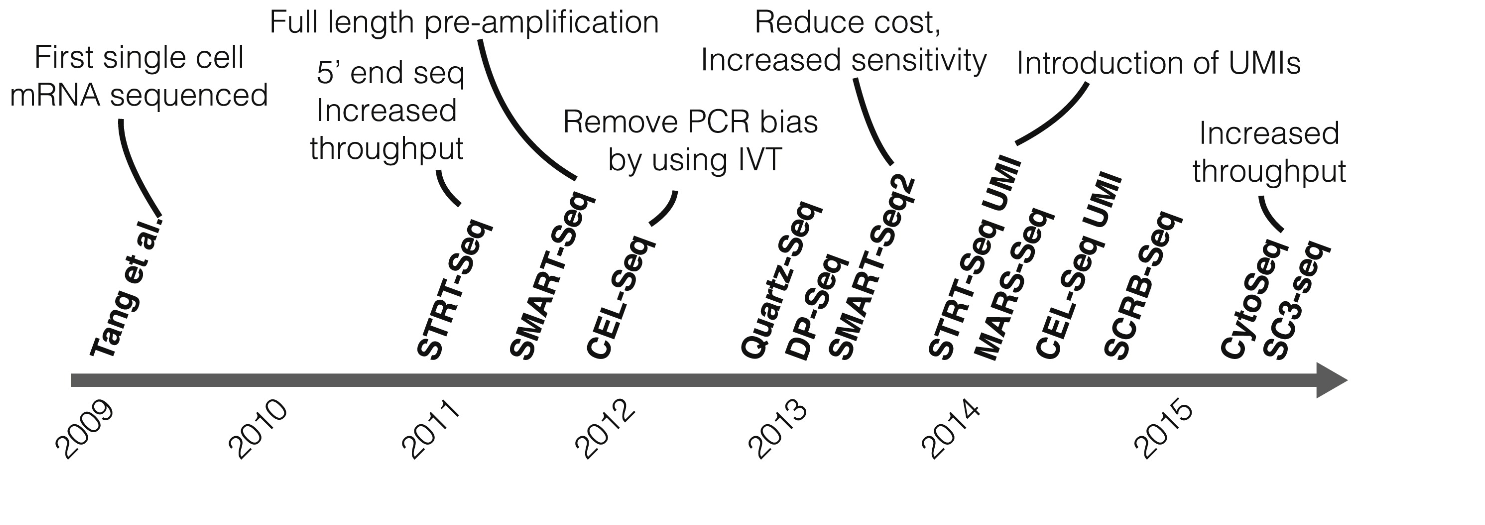 Full length pre-amplification
Reduce cost,
Increased sensitivity
First single cell
mRNA sequenced
5’ end seq
Increased
throughput
Introduction of UMIs
Remove PCR bias
by using IVT
Increased
throughput
Tang et al.
STRT-Seq
SMART-Seq
CEL-Seq
Quartz-Seq
DP-Seq
SMART-Seq2
STRT-Seq UMI
MARS-Seq
CEL-Seq UMI
SCRB-Seq
CytoSeq
SC3-seq
2009
2010
2011
2012
2013
2014
2015